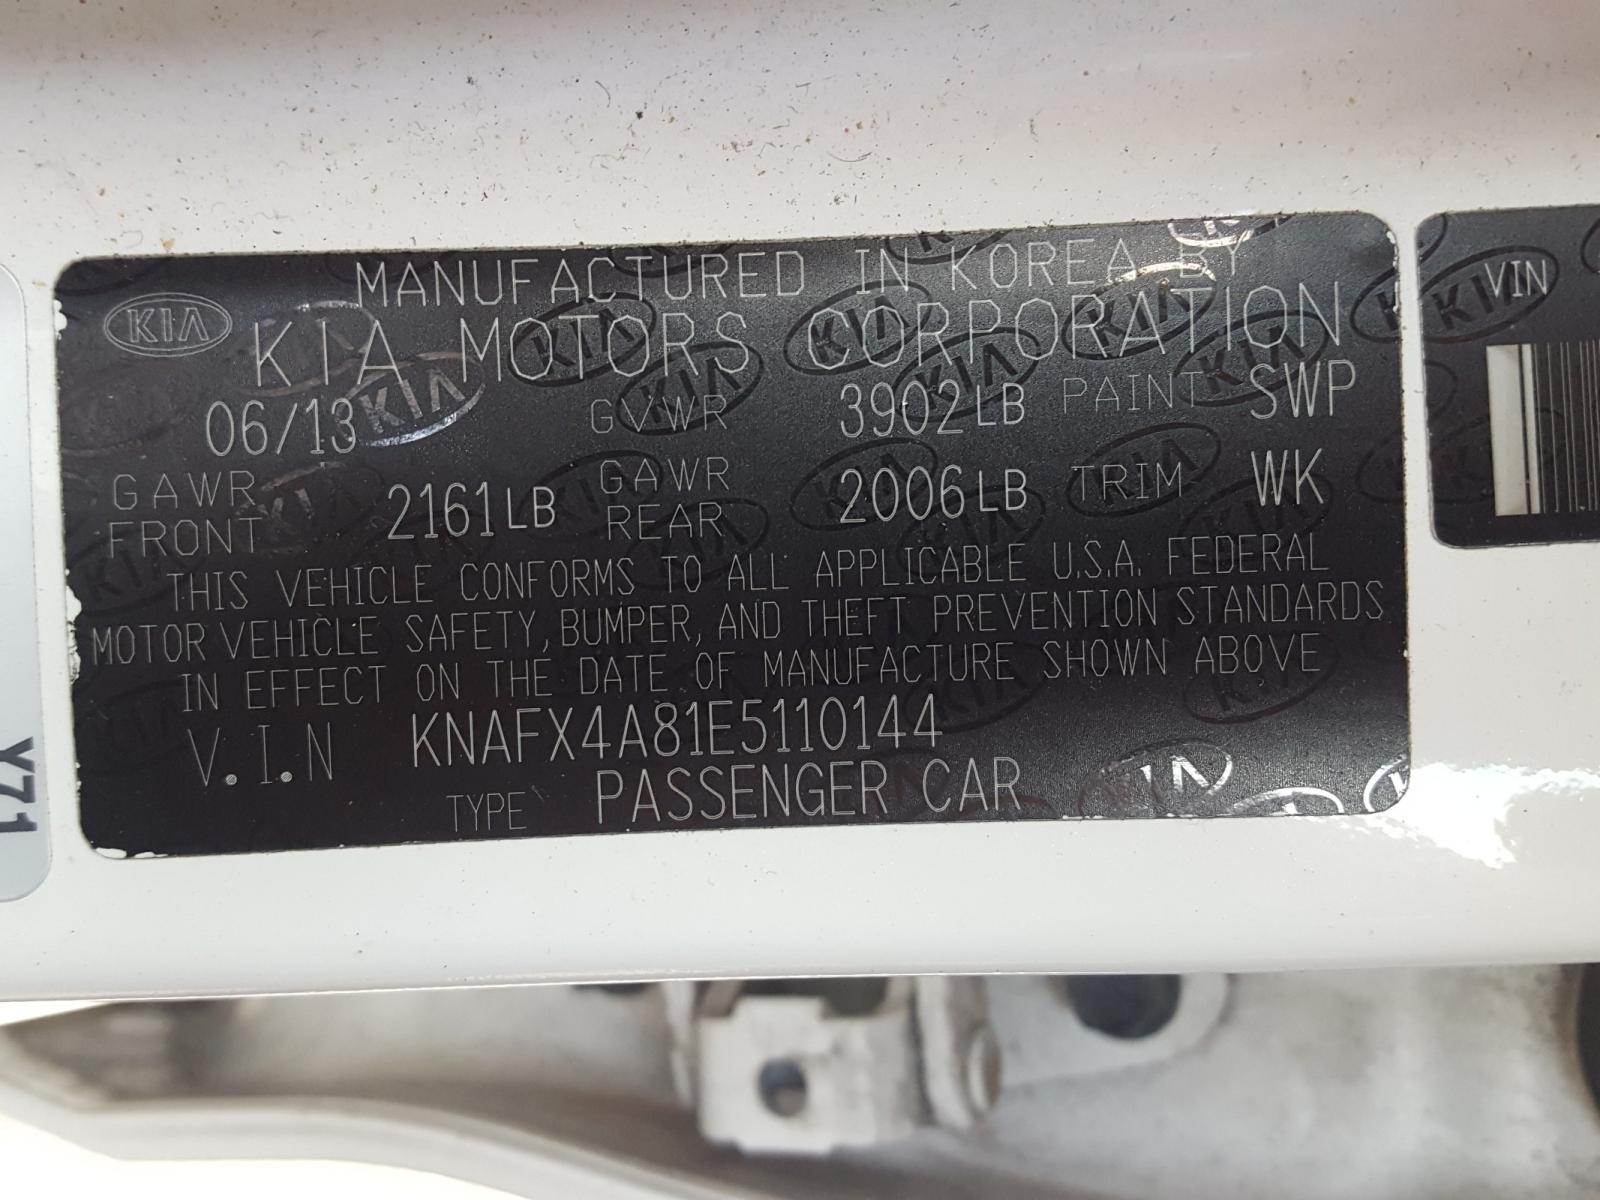 MANUFACTURED IN KOREA BY
KIA KIA MOTORS CORPORATION
06/13 GVWR 3902LB PAINT SWP
GAWR FRONT 2161LB GAWR REAR 2006LB TRIM WK
THIS VEHICLE CONFORMS TO ALL APPLICABLE U.S.A. FEDERAL
MOTOR VEHICLE SAFETY, BUMPER, AND THEFT PREVENTION STANDARDS
IN EFFECT ON THE DATE OF MANUFACTURE SHOWN ABOVE
V.I.N KNAFX4A81E5110144
TYPE PASSENGER CAR
VIN
Y71